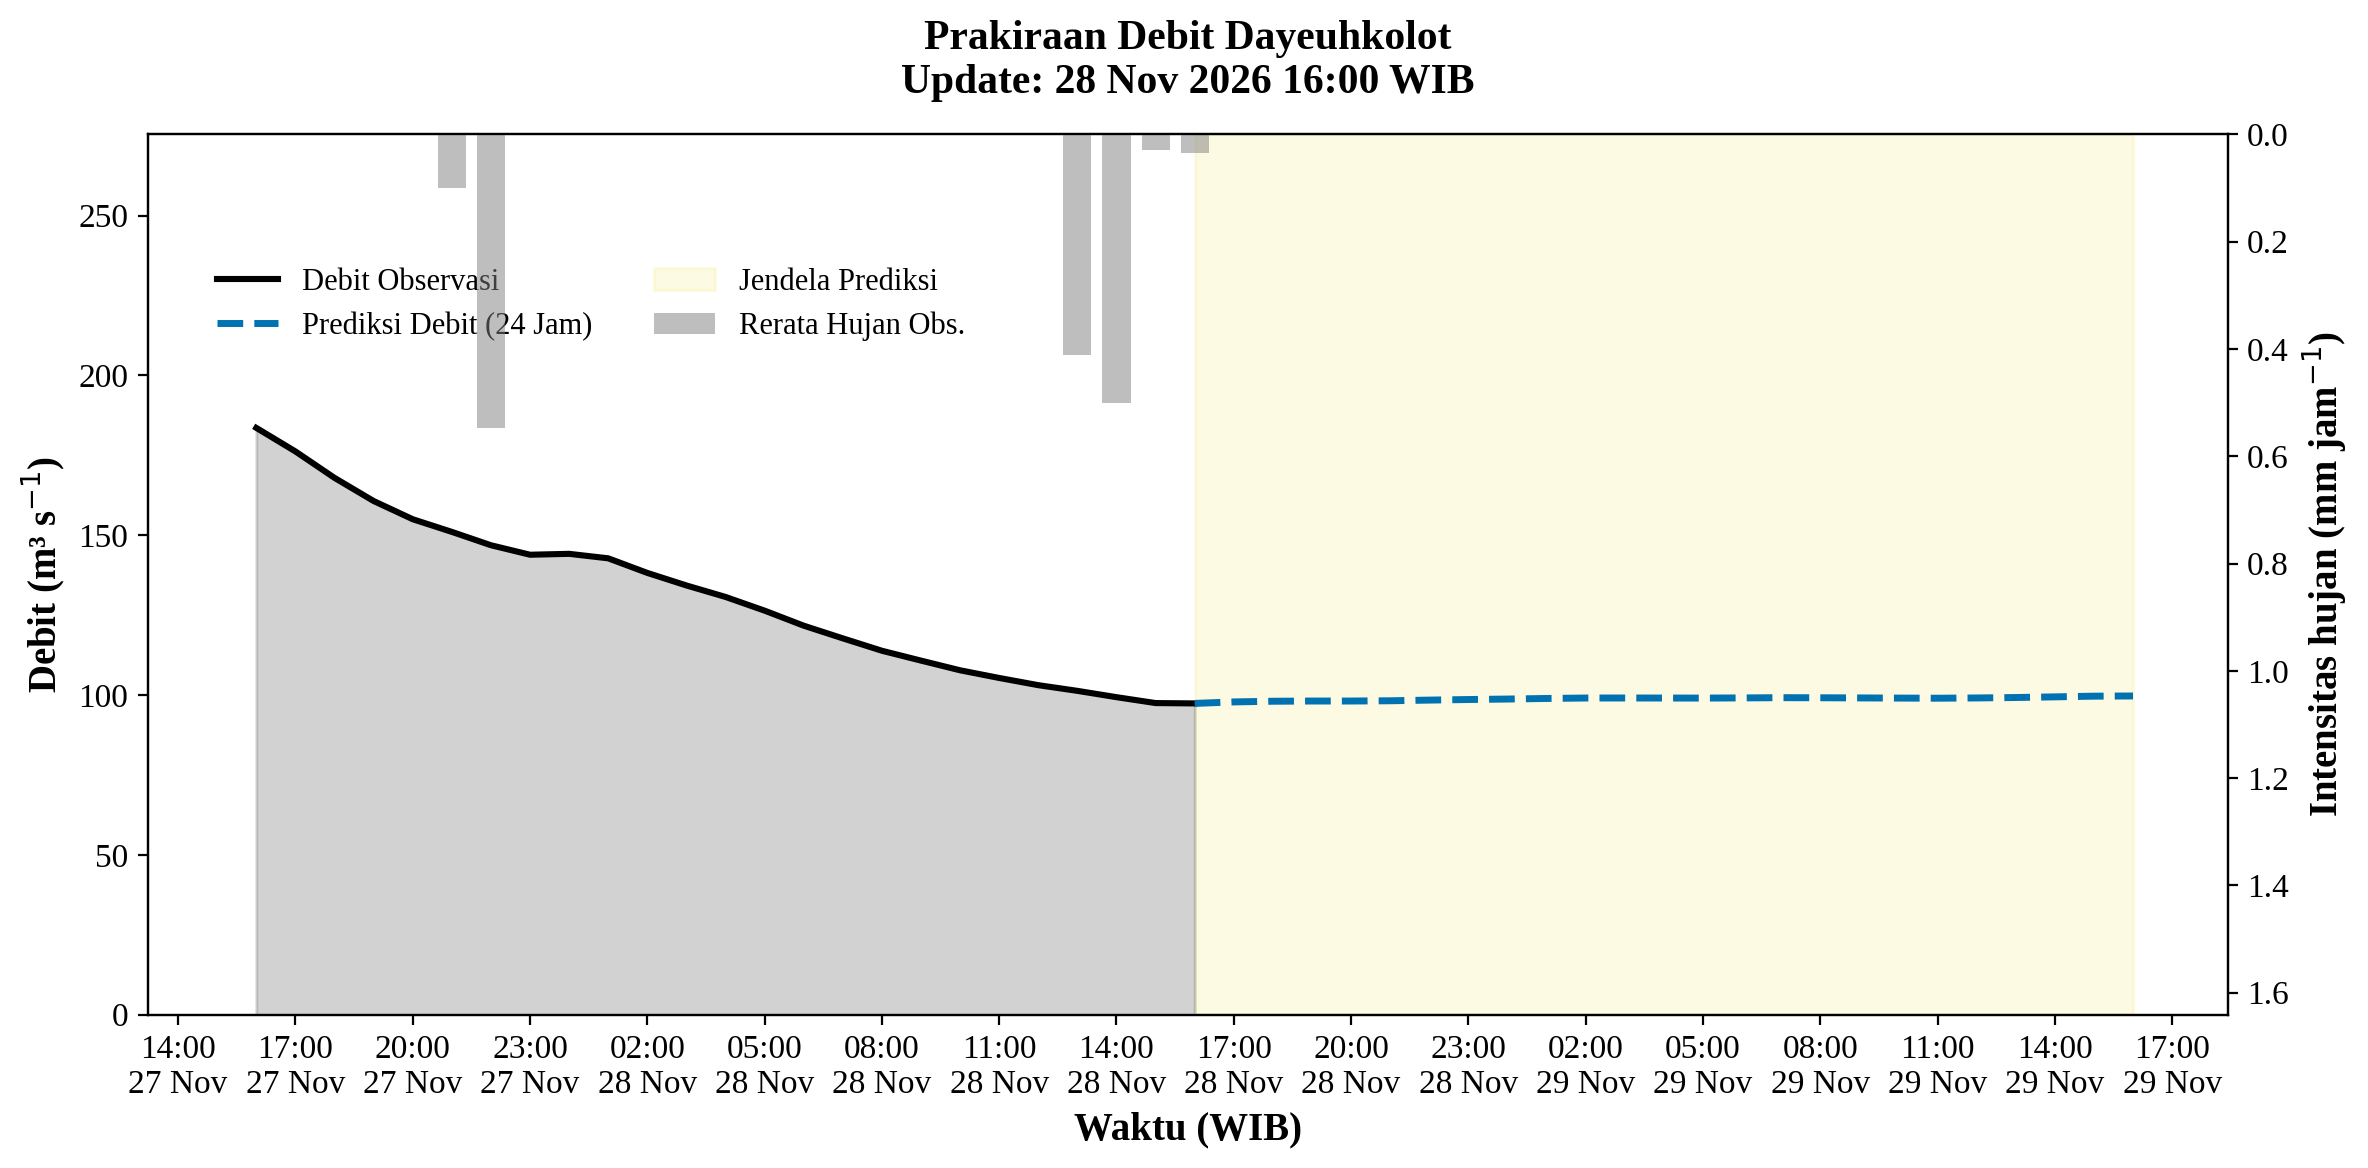 Prakiraan Debit Dayeuhkolot
Update: 28 Nov 2026 16:00 WIB
Debit (m³ s⁻¹)
250
200
150
100
50
0
Debit Observasi
Prediksi Debit (24 Jam)
Jendela Prediksi
Rerata Hujan Obs.
0.0
0.2
0.4
0.6
0.8
1.0
1.2
1.4
1.6
Intensitas hujan (mm jam⁻¹)
14:00 17:00 20:00 23:00 02:00 05:00 08:00 11:00 14:00 17:00 20:00 23:00 02:00 05:00 08:00 11:00 14:00 17:00
27 Nov 27 Nov 27 Nov 27 Nov 28 Nov 28 Nov 28 Nov 28 Nov 28 Nov 28 Nov 28 Nov 28 Nov 29 Nov 29 Nov 29 Nov 29 Nov 29 Nov 29 Nov
Waktu (WIB)